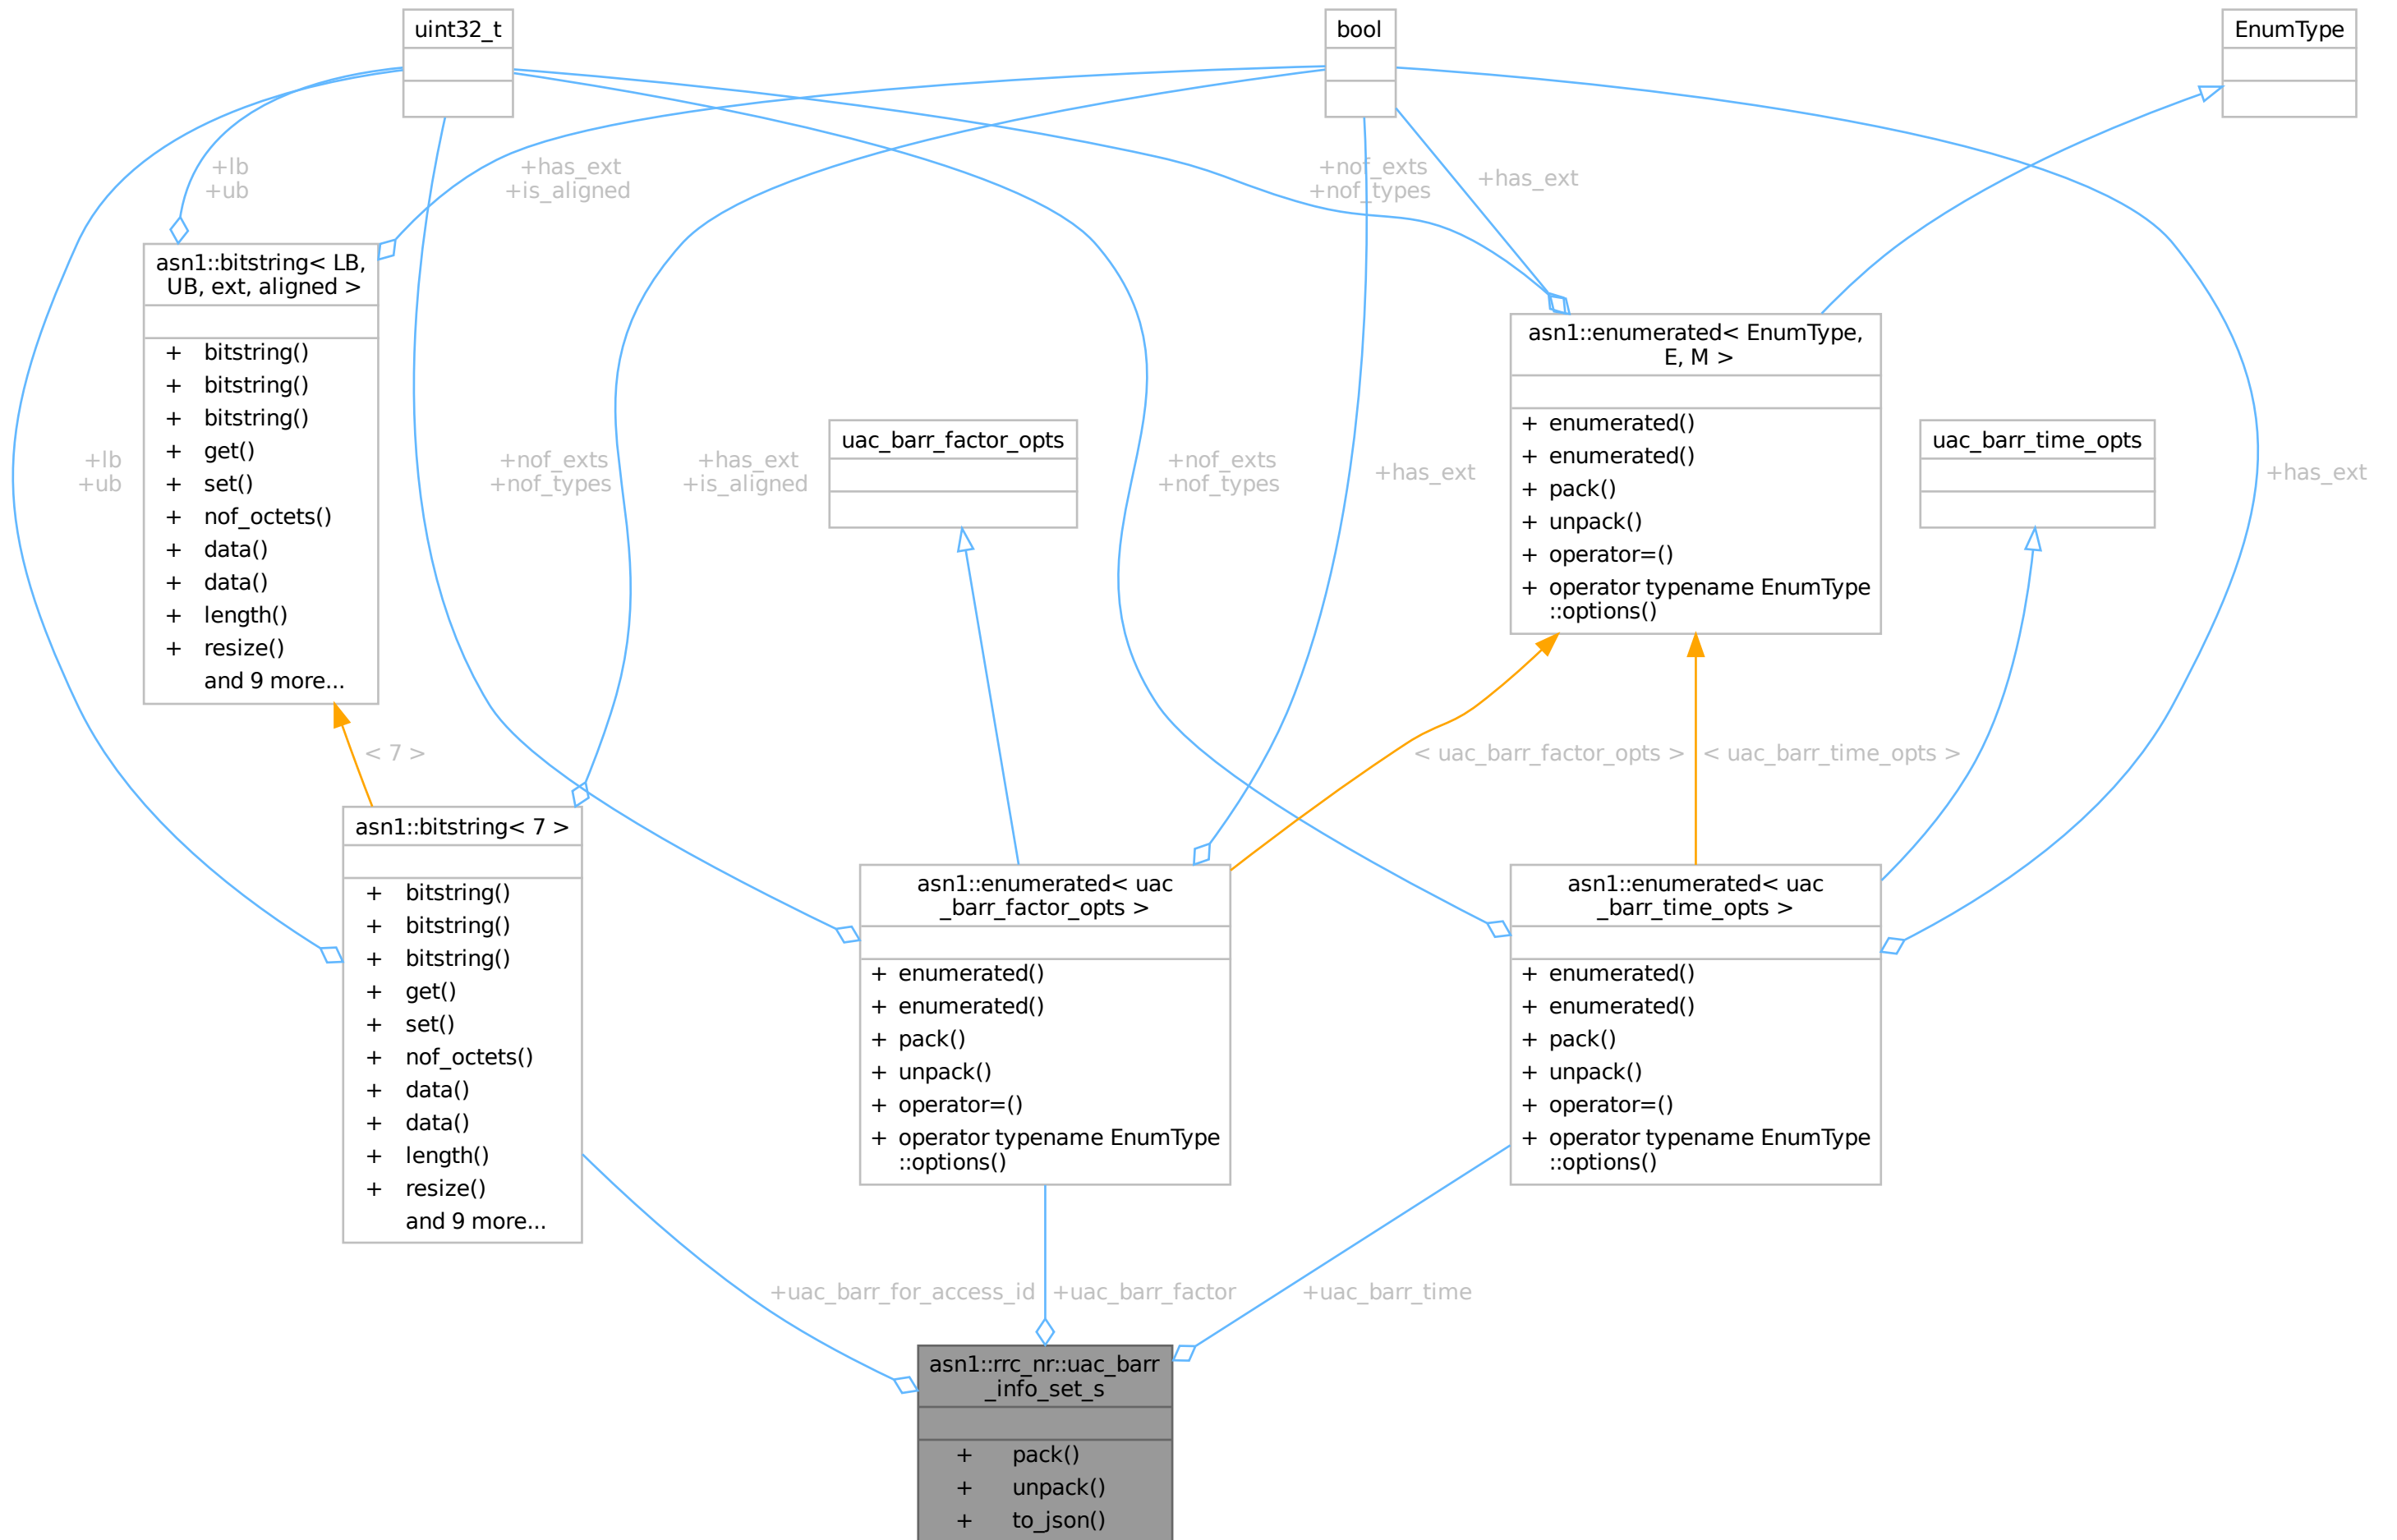 uint32_t
bool
EnumType
+lb
+ub
+has_ext
+is_aligned
+nof_exts
+nof_types
+has_ext
asn1::bitstring< LB,
UB, ext, aligned >
+ bitstring()
+ bitstring()
+ bitstring()
+ get()
+ set()
+ nof_octets()
+ data()
+ data()
+ length()
+ resize()
and 9 more...
asn1::enumerated< EnumType,
E, M >
+ enumerated()
+ enumerated()
+ pack()
+ unpack()
+ operator=()
+ operator typename EnumType
::options()
uac_barr_factor_opts
uac_barr_time_opts
+lb
+ub
+nof_exts
+nof_types
+has_ext
+is_aligned
+nof_exts
+nof_types
+has_ext
+has_ext
< 7 >
< uac_barr_factor_opts >
< uac_barr_time_opts >
asn1::bitstring< 7 >
+ bitstring()
+ bitstring()
+ bitstring()
+ get()
+ set()
+ nof_octets()
+ data()
+ data()
+ length()
+ resize()
and 9 more...
asn1::enumerated< uac
_barr_factor_opts >
+ enumerated()
+ enumerated()
+ pack()
+ unpack()
+ operator=()
+ operator typename EnumType
::options()
asn1::enumerated< uac
_barr_time_opts >
+ enumerated()
+ enumerated()
+ pack()
+ unpack()
+ operator=()
+ operator typename EnumType
::options()
+uac_barr_for_access_id
+uac_barr_factor
+uac_barr_time
asn1::rrc_nr::uac_barr
_info_set_s
+ pack()
+ unpack()
+ to_json()